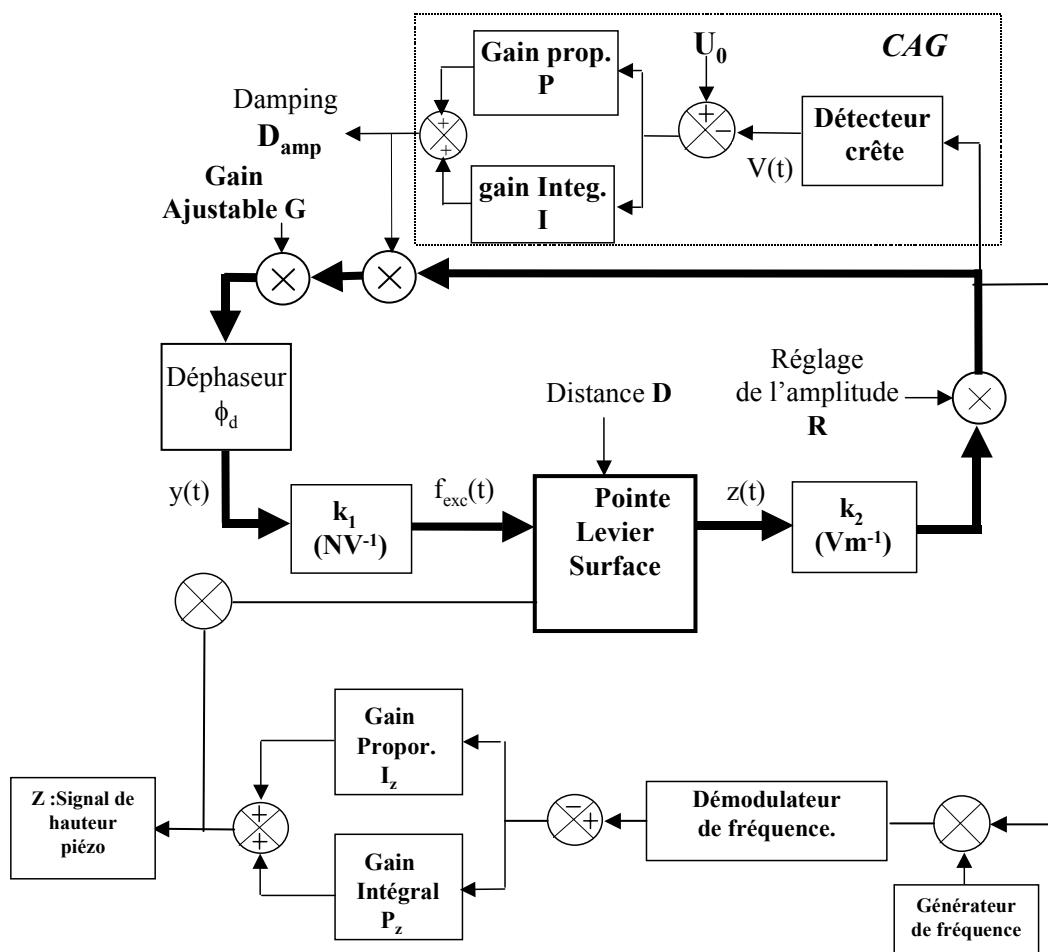 CAG
U0
Gain prop.
P
+
−
+
+
Détecteur
crête
V(t)
gain Integ.
I
Damping
Damp
Gain
Ajustable G
Déphaseur
ϕd
Réglage
de l’amplitude
R
Distance D
y(t)
k1
(NV-1)
fexc(t)
Pointe
Levier
Surface
z(t)
k2
(Vm-1)
Gain
Propor.
Iz
Z :Signal de
hauteur
piézo
+
+
− +
Démodulateur
de fréquence.
Gain
Intégral
Pz
Générateur
de fréquence